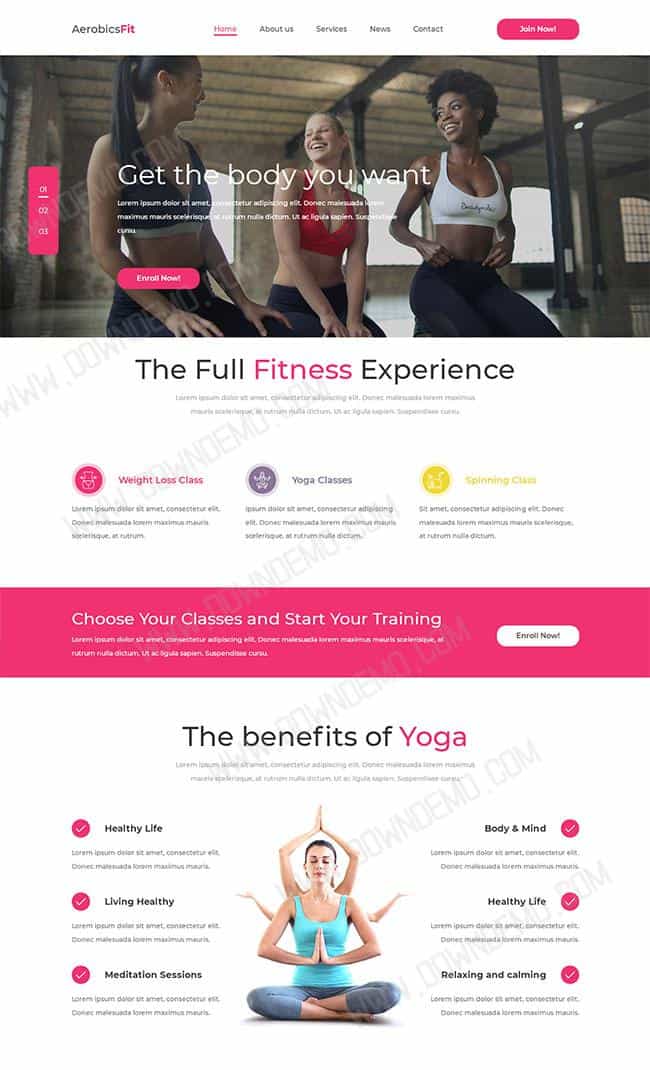 AerobicsFit
Home
About us
Services
News
Contact
Join Now!
01
02
03
Get the body you want
Lorem ipsum dolor sit amet, consectetur adipiscing elit. Donec malesuada lorem
maximus mauris scelerisque, at rutrum nulla dictum. Ut ac ligula sapien. Suspendisse
cursu.
Enroll Now!
The Full Fitness Experience
Lorem ipsum dolor sit amet, consectetur adipiscing elit. Donec malesuada lorem
mauris scelerisque, at rutrum nulla dictum. Ut ac ligula sapien. Suspendisse cursu.
Weight Loss Class
Lorem ipsum dolor sit amet, consectetur elit.
Donec malesuada lorem maximus mauris
scelerisque, at rutrum.
Yoga Classes
Ipsum dolor sit amet, consectetur elit.
Donec malesuada lorem maximus mauris
scelerisque, at rutrum nulla dictum.
Spinning Class
Sit amet, consectetur elit. Donec malesuada
lorem maximus mauris scelerisque, at rutrum.
Choose Your Classes and Start Your Training
Lorem ipsum dolor sit amet, consectetur adipiscing elit. Donec malesuada lorem maximus mauris scelerisque, at
rutrum nulla dictum. Ut ac ligula sapien. Suspendisse cursu.
Enroll Now!
The benefits of Yoga
Lorem ipsum dolor sit amet, consectetur adipiscing elit. Donec malesuada lorem
mauris scelerisque, at rutrum nulla dictum. Ut ac ligula sapien. Suspendisse cursu.
Healthy Life
Lorem ipsum dolor sit amet, consectetur elit.
Donec malesuada lorem maximus mauris.
Living Healthy
Lorem ipsum dolor sit amet, consectetur elit.
Donec malesuada lorem maximus mauris.
Meditation Sessions
Lorem ipsum dolor sit amet, consectetur elit.
Donec malesuada lorem maximus mauris.
Body & Mind
Lorem ipsum dolor sit amet, consectetur elit.
Donec malesuada lorem maximus mauris.
Healthy Life
Lorem ipsum dolor sit amet, consectetur elit.
Donec malesuada lorem maximus mauris.
Relaxing and calming
Lorem ipsum dolor sit amet, consectetur elit.
Donec malesuada lorem maximus mauris.
WWW.DOWNDEMO.COM